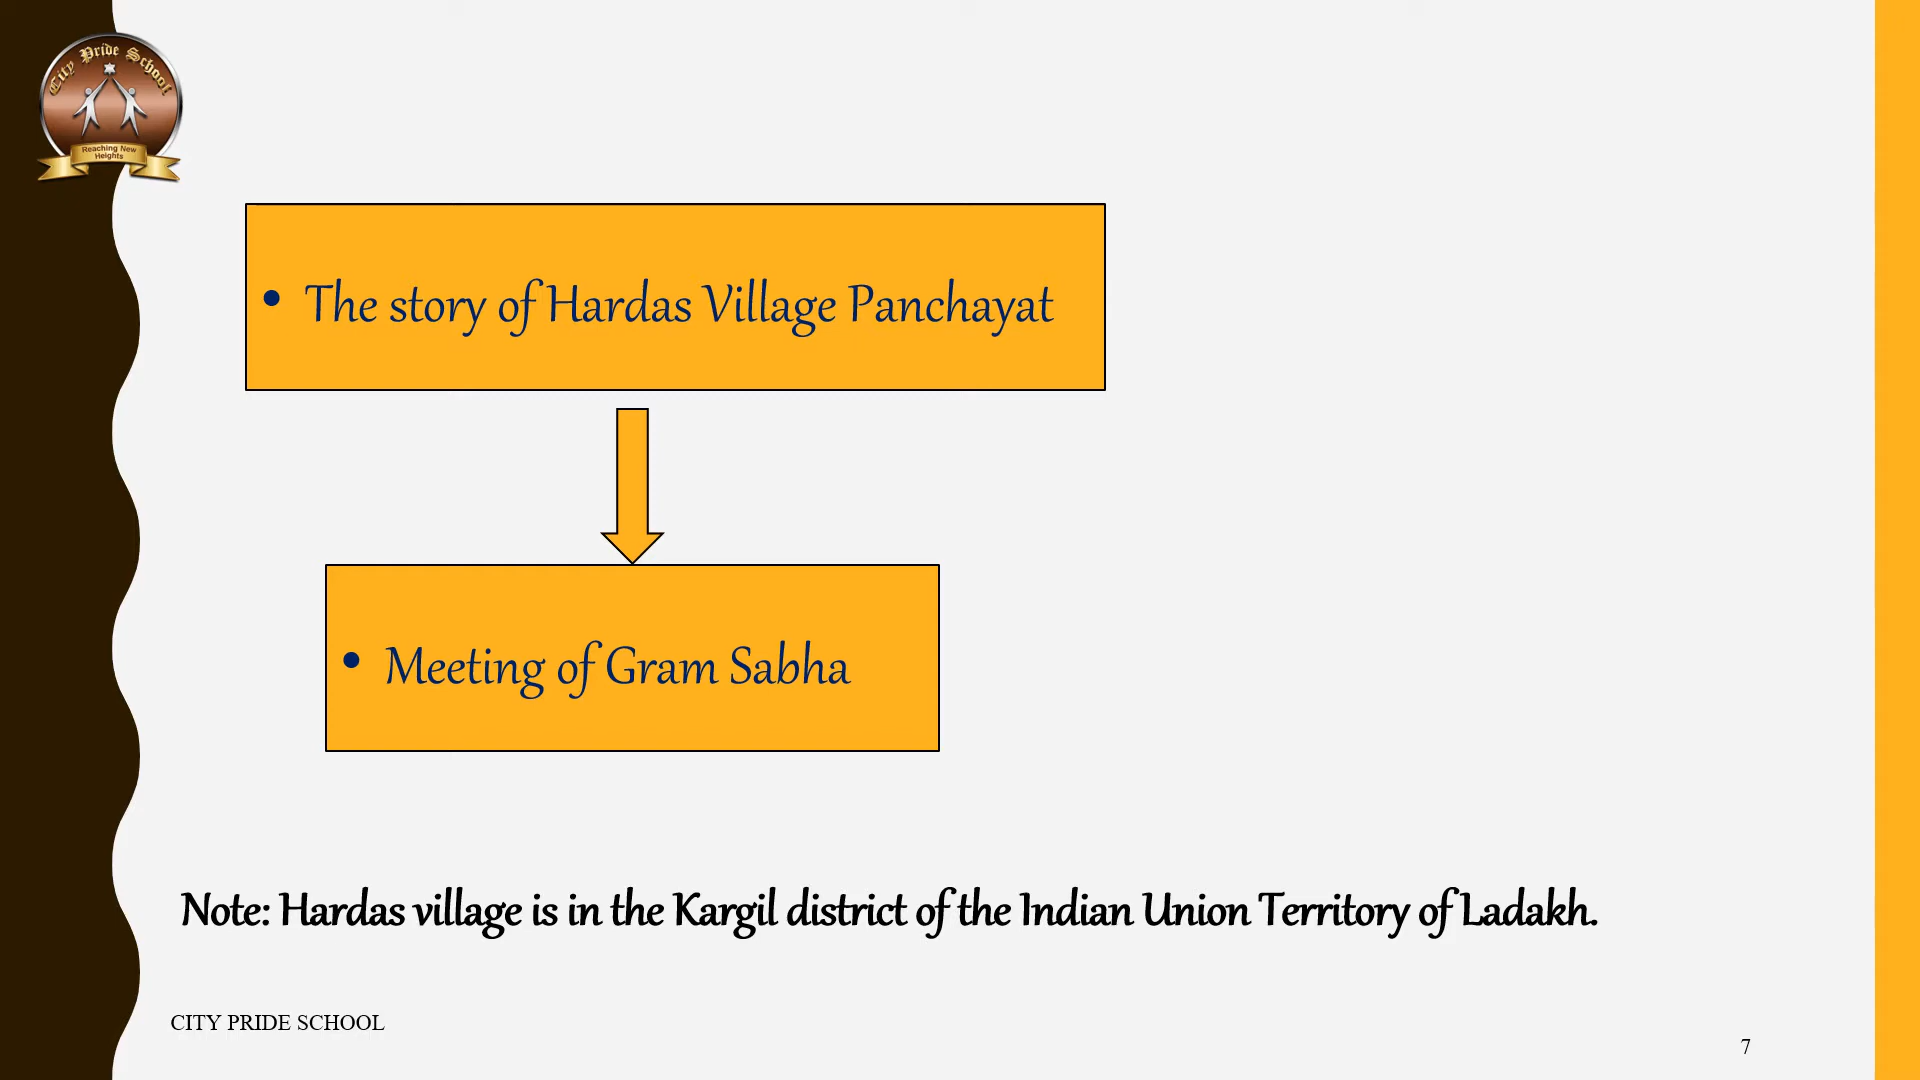 City Pride School
Reaching New
Heights
• The story of Hardas Village Panchayat
• Meeting of Gram Sabha
Note: Hardas village is in the Kargil district of the Indian Union Territory of Ladakh.
CITY PRIDE SCHOOL
7